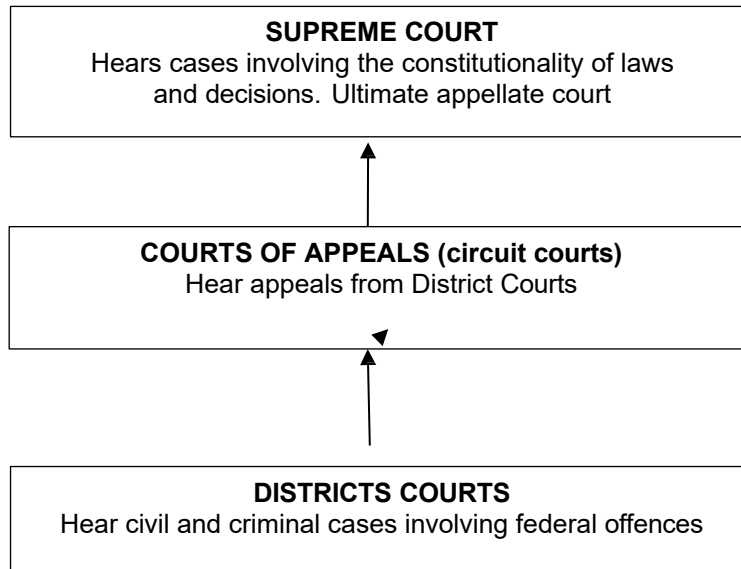 SUPREME COURT
Hears cases involving the constitutionality of laws
and decisions. Ultimate appellate court
COURTS OF APPEALS (circuit courts)
Hear appeals from District Courts
DISTRICTS COURTS
Hear civil and criminal cases involving federal offences